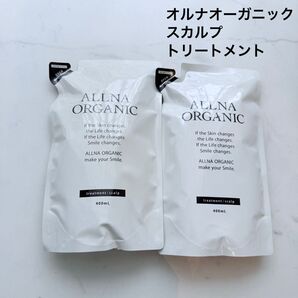 オルナオーガニック
スカルプ
トリートメント
ALLNA
ORGANIC
If the Skin changes
the Life changes.
If the Life changes
Smile changes.
ALLNA ORGANIC
make your Smile.
treatment/scalp
400mL
ALLNA
ORGANIC
If the Skin changes
the Life changes.
If the Life changes
Smile changes.
ALLNA ORGANIC
make your Smile.
treatment/scalp
400mL